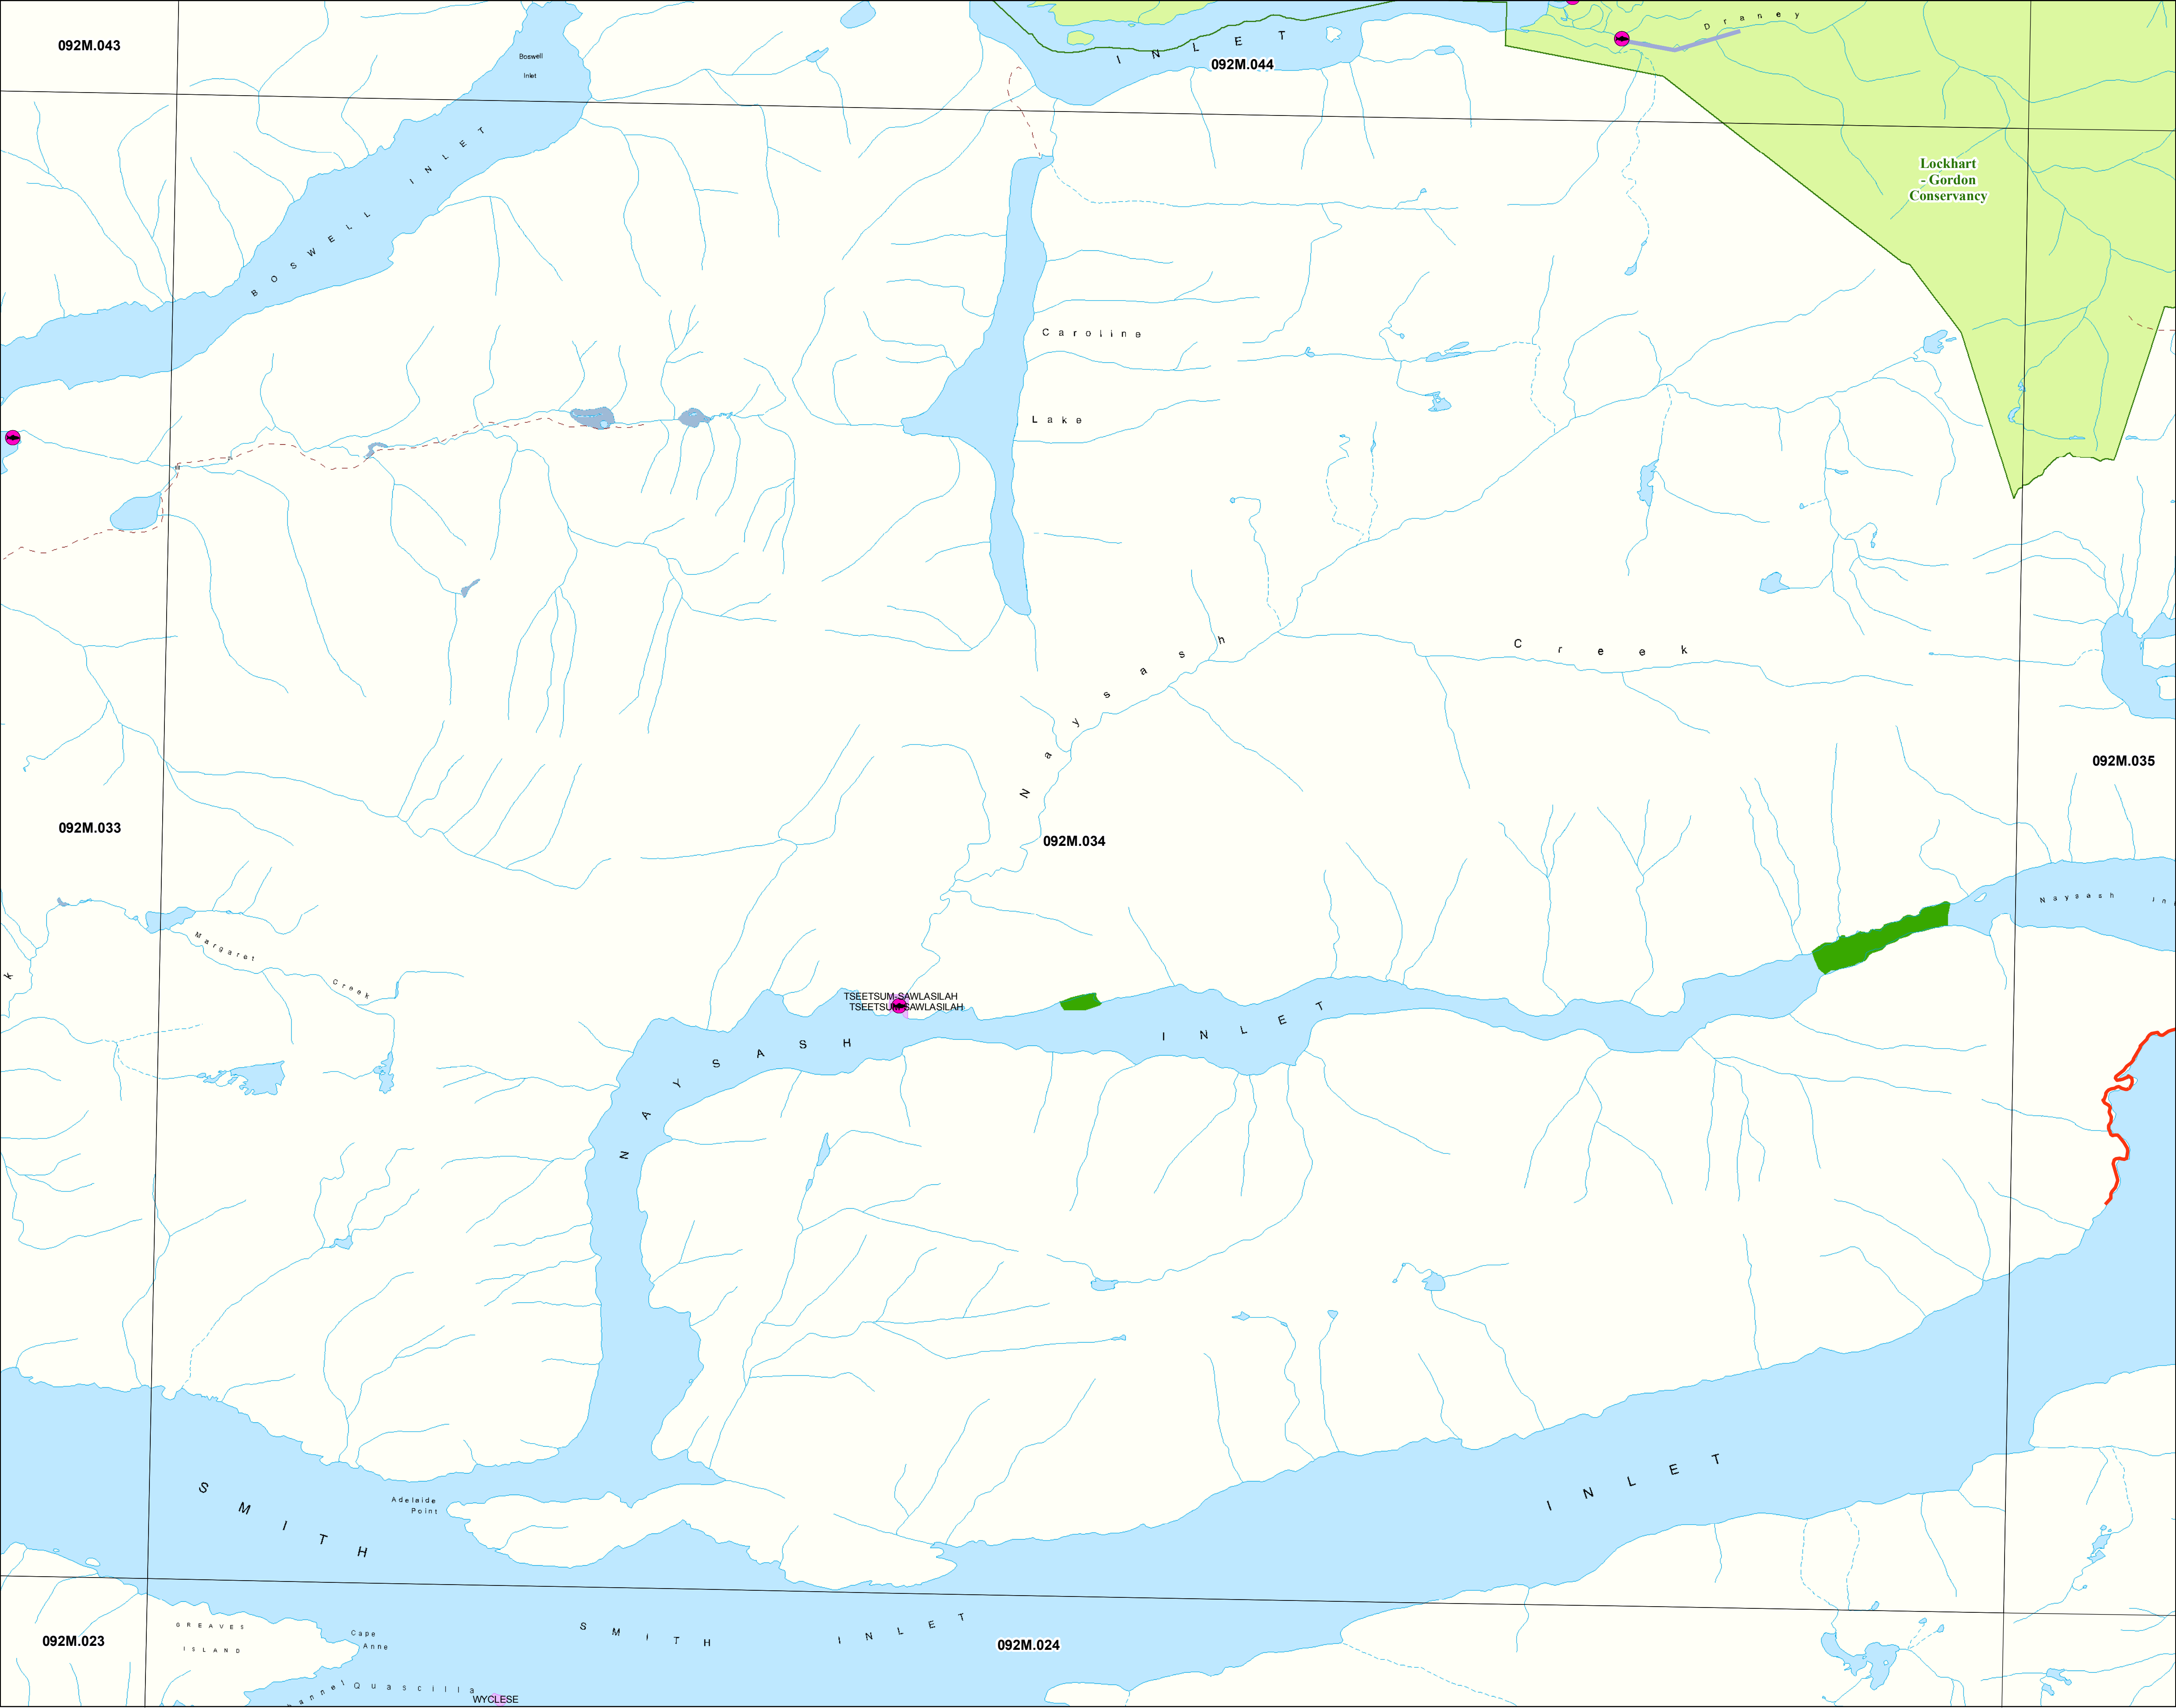 092M.043
Boswell
Inlet
INLET
092M.044
Draney
BOSWELL INLET
Lockhart
- Gordon
Conservancy
Caroline
Lake
Creek
Naysash
092M.035
092M.033
092M.034
Naysash In
Margaret
Creek
k
TSEETSUM-SAWLASILAH
TSEETSUM-SAWLASILAH
NAYSASH INLET
SMITH INLET
Adelaide
Point
092M.023
GREAVES
ISLAND
Cape
Anne
SMITH INLET
092M.024
annel Quascilla
WYCLESE